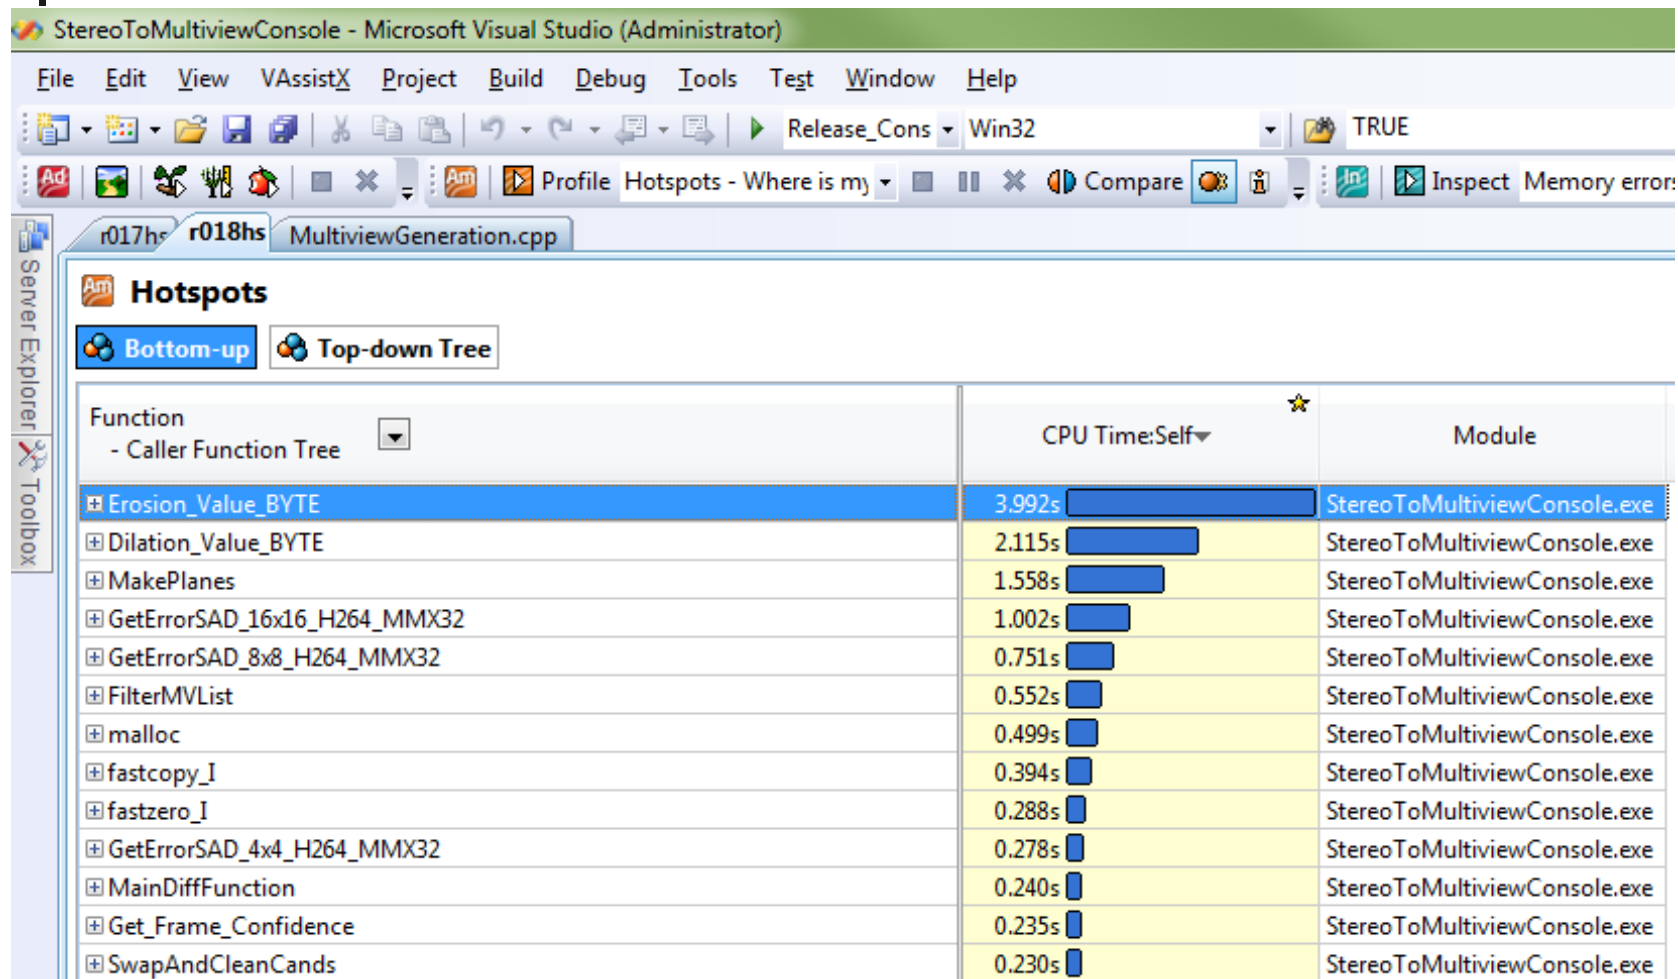 StereoToMultiviewConsole - Microsoft Visual Studio (Administrator)
File Edit View VAssistX Project Build Debug Tools Test Window Help
Release_Cons Win32 TRUE
Ad Am Profile Hotspots - Where is my Compare In Inspect Memory errors
r017hs r018hs MultiviewGeneration.cpp
Server Explorer
Toolbox
Am Hotspots
Bottom-up Top-down Tree
Function
- Caller Function Tree
CPU Time:Self Module
Erosion_Value_BYTE 3.992s StereoToMultiviewConsole.exe
Dilation_Value_BYTE 2.115s StereoToMultiviewConsole.exe
MakePlanes 1.558s StereoToMultiviewConsole.exe
GetErrorSAD_16x16_H264_MMX32 1.002s StereoToMultiviewConsole.exe
GetErrorSAD_8x8_H264_MMX32 0.751s StereoToMultiviewConsole.exe
FilterMVList 0.552s StereoToMultiviewConsole.exe
malloc 0.499s StereoToMultiviewConsole.exe
fastcopy_I 0.394s StereoToMultiviewConsole.exe
fastzero_I 0.288s StereoToMultiviewConsole.exe
GetErrorSAD_4x4_H264_MMX32 0.278s StereoToMultiviewConsole.exe
MainDiffFunction 0.240s StereoToMultiviewConsole.exe
Get_Frame_Confidence 0.235s StereoToMultiviewConsole.exe
SwapAndCleanCands 0.230s StereoToMultiviewConsole.exe